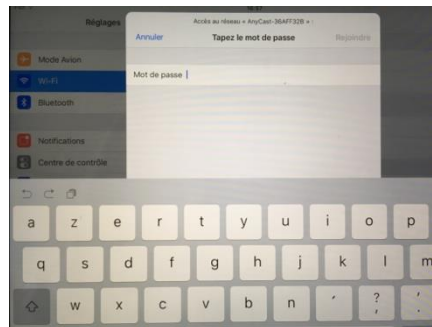 Réglages
Accès au réseau « AnyCast-36AFF32B » :
Annuler
Tapez le mot de passe
Rejoindre
Mode Avion
Wi-Fi
Bluetooth
Mot de passe
Notifications
Centre de contrôle
a z e r t y u i o p
q s d f g h j k l m
w x c v b n ' ? , ' .